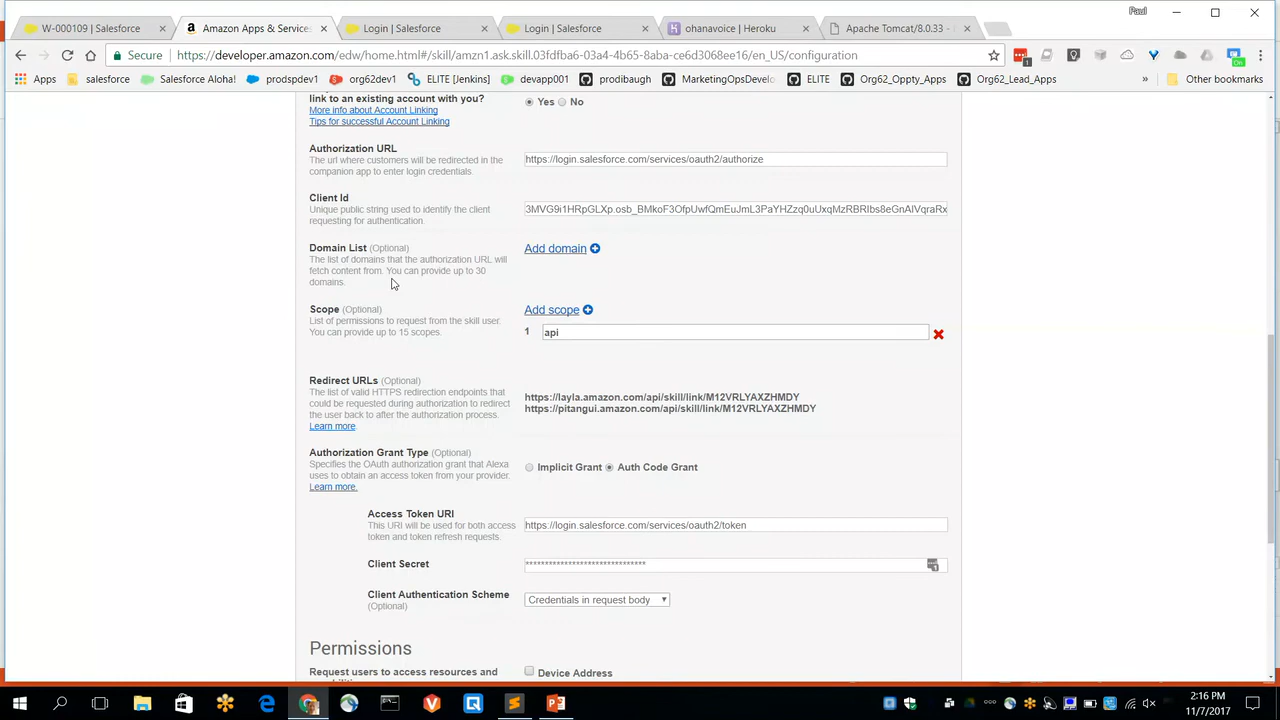 Paul
W-000109 | Salesforce
Amazon Apps & Service
Login | Salesforce
Login | Salesforce
ohanavoice | Heroku
Apache Tomcat/8.0.33 -
Secure
https://developer.amazon.com/edw/home.html#/skill/amzn1.ask.skill.03fdfba6-03a4-4b65-8aba-ce6d3068ee16/en_US/configuration
Apps
salesforce
Salesforce Aloha!
prodspdev1
org62dev1
ELITE [Jenkins]
devapp001
prodibaugh
MarketingOpsDevelo
ELITE
Org62_Oppty_Apps
Org62_Lead_Apps
»
Other bookmarks
link to an existing account with you?
Yes
No
More info about Account Linking
Tips for successful Account Linking
Authorization URL
The url where customers will be redirected in the
companion app to enter login credentials.
https://login.salesforce.com/services/oauth2/authorize
Client Id
Unique public string used to identify the client
requesting for authentication.
3MVG9i1HRpGLXp.osb_BMkoF3OfpUwfQmEuJmL3PaYHZzq0uUxqMzRBRIbs8eGnAIVqraRx
Domain List (Optional)
The list of domains that the authorization URL will
fetch content from. You can provide up to 30
domains.
Add domain
Scope (Optional)
List of permissions to request from the skill user.
You can provide up to 15 scopes.
Add scope
1
api
Redirect URLs (Optional)
The list of valid HTTPS redirection endpoints that
could be requested during authorization to redirect
the user back to after the authorization process.
Learn more.
https://layla.amazon.com/api/skill/link/M12VRLYAXZHMDY
https://pitangui.amazon.com/api/skill/link/M12VRLYAXZHMDY
Authorization Grant Type (Optional)
Specifies the OAuth authorization grant that Alexa
uses to obtain an access token from your provider.
Learn more.
Implicit Grant
Auth Code Grant
Access Token URI
This URI will be used for both access
token and token refresh requests.
https://login.salesforce.com/services/oauth2/token
Client Secret
*******************************
Client Authentication Scheme
(Optional)
Credentials in request body
Permissions
Request users to access resources and
Device Address
2:16 PM
11/7/2017